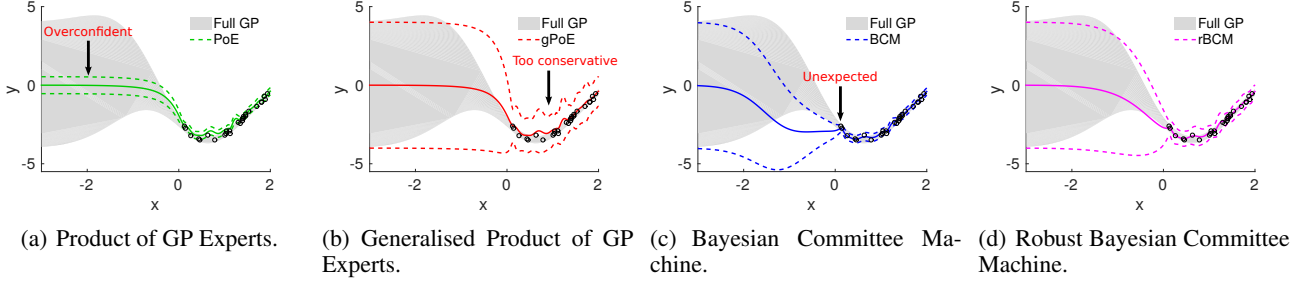 Overconfident
Full GP
PoE
5
0
-5
y
-2
0
2
x
(a) Product of GP Experts.
Full GP
gPoE
Too conservative
5
0
-5
y
-2
0
2
x
(b) Generalised Product of GP
Experts.
Full GP
BCM
Unexpected
5
0
-5
y
-2
0
2
x
(c) Bayesian Committee Ma-
chine.
Full GP
rBCM
5
0
-5
y
-2
0
2
x
(d) Robust Bayesian Committee
Machine.